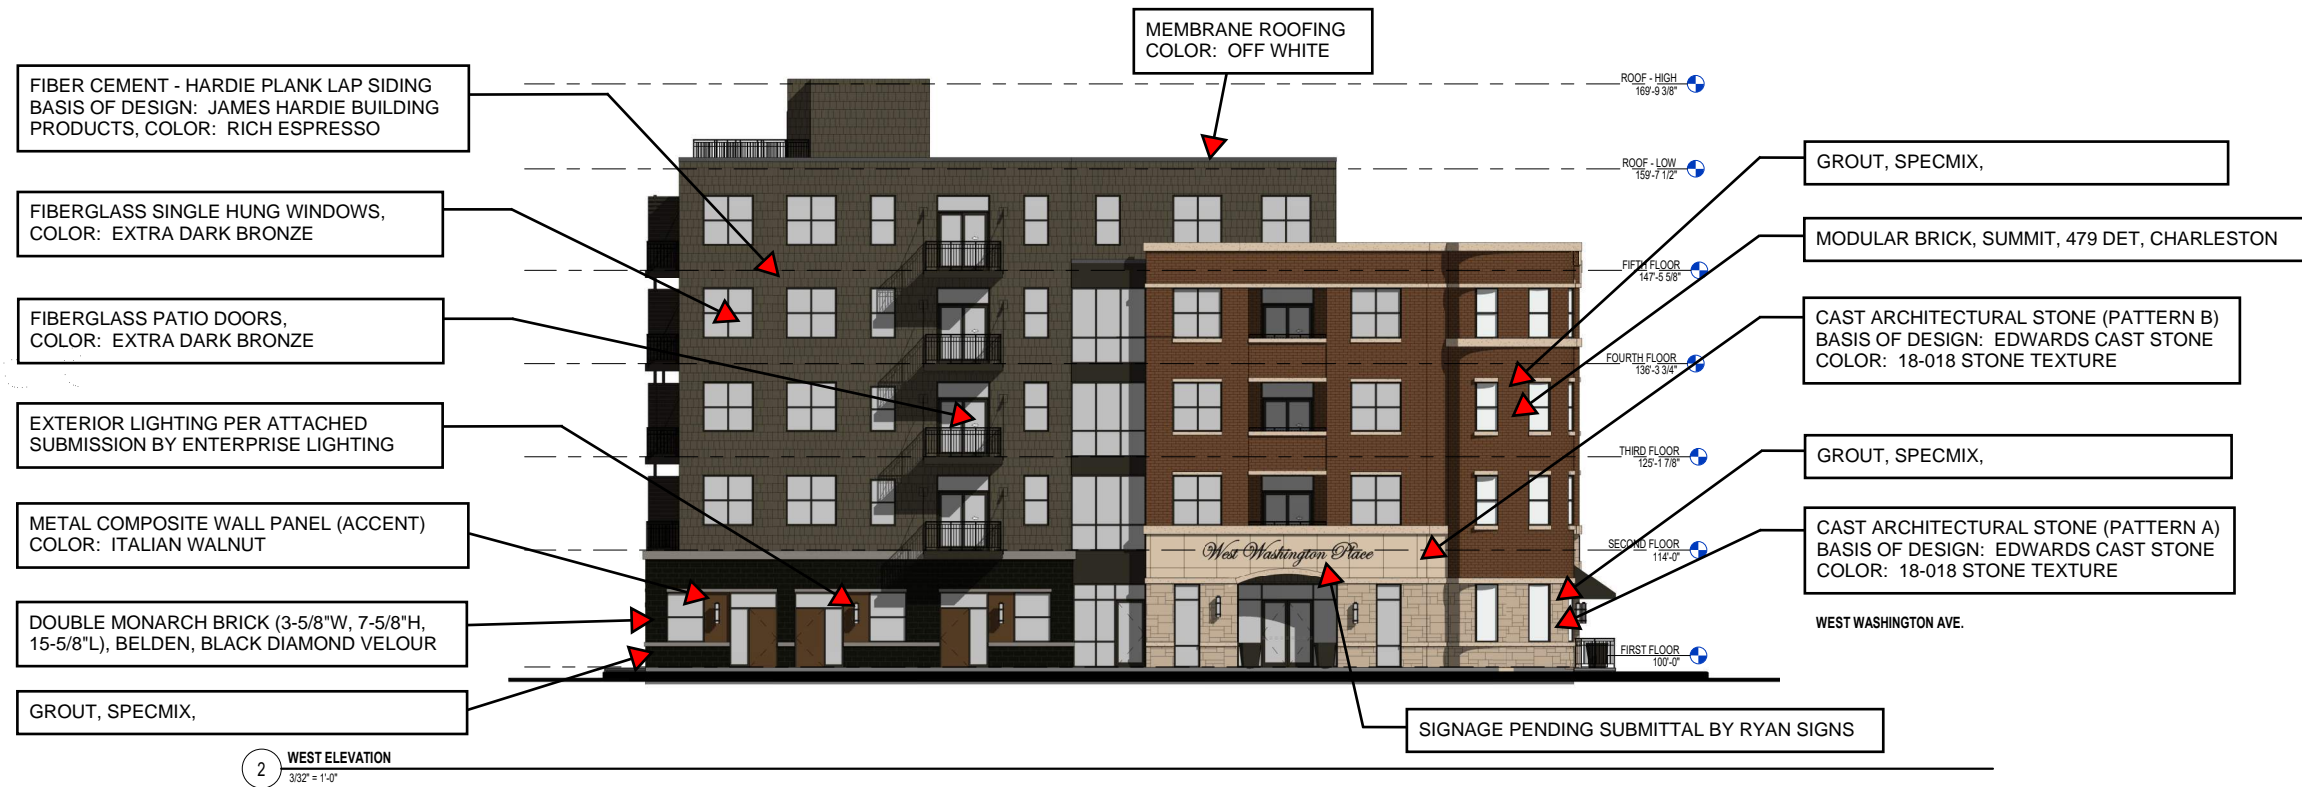 MEMBRANE ROOFING
COLOR: OFF WHITE
FIBER CEMENT - HARDIE PLANK LAP SIDING
BASIS OF DESIGN: JAMES HARDIE BUILDING
PRODUCTS, COLOR: RICH ESPRESSO
FIBERGLASS SINGLE HUNG WINDOWS,
COLOR: EXTRA DARK BRONZE
FIBERGLASS PATIO DOORS,
COLOR: EXTRA DARK BRONZE
EXTERIOR LIGHTING PER ATTACHED
SUBMISSION BY ENTERPRISE LIGHTING
METAL COMPOSITE WALL PANEL (ACCENT)
COLOR: ITALIAN WALNUT
DOUBLE MONARCH BRICK (3-5/8"W, 7-5/8"H,
15-5/8"L), BELDEN, BLACK DIAMOND VELOUR
GROUT, SPECMIX,
West Washington Place
ROOF - HIGH
169'-9 3/8"
ROOF - LOW
159'-7 1/2"
FIFTH FLOOR
147'-5 5/8"
FOURTH FLOOR
136'-3 3/4"
THIRD FLOOR
125'-1 7/8"
SECOND FLOOR
114'-0"
FIRST FLOOR
100'-0"
GROUT, SPECMIX,
MODULAR BRICK, SUMMIT, 479 DET, CHARLESTON
CAST ARCHITECTURAL STONE (PATTERN B)
BASIS OF DESIGN: EDWARDS CAST STONE
COLOR: 18-018 STONE TEXTURE
GROUT, SPECMIX,
CAST ARCHITECTURAL STONE (PATTERN A)
BASIS OF DESIGN: EDWARDS CAST STONE
COLOR: 18-018 STONE TEXTURE
WEST WASHINGTON AVE.
SIGNAGE PENDING SUBMITTAL BY RYAN SIGNS
2
WEST ELEVATION
3/32" = 1'-0"